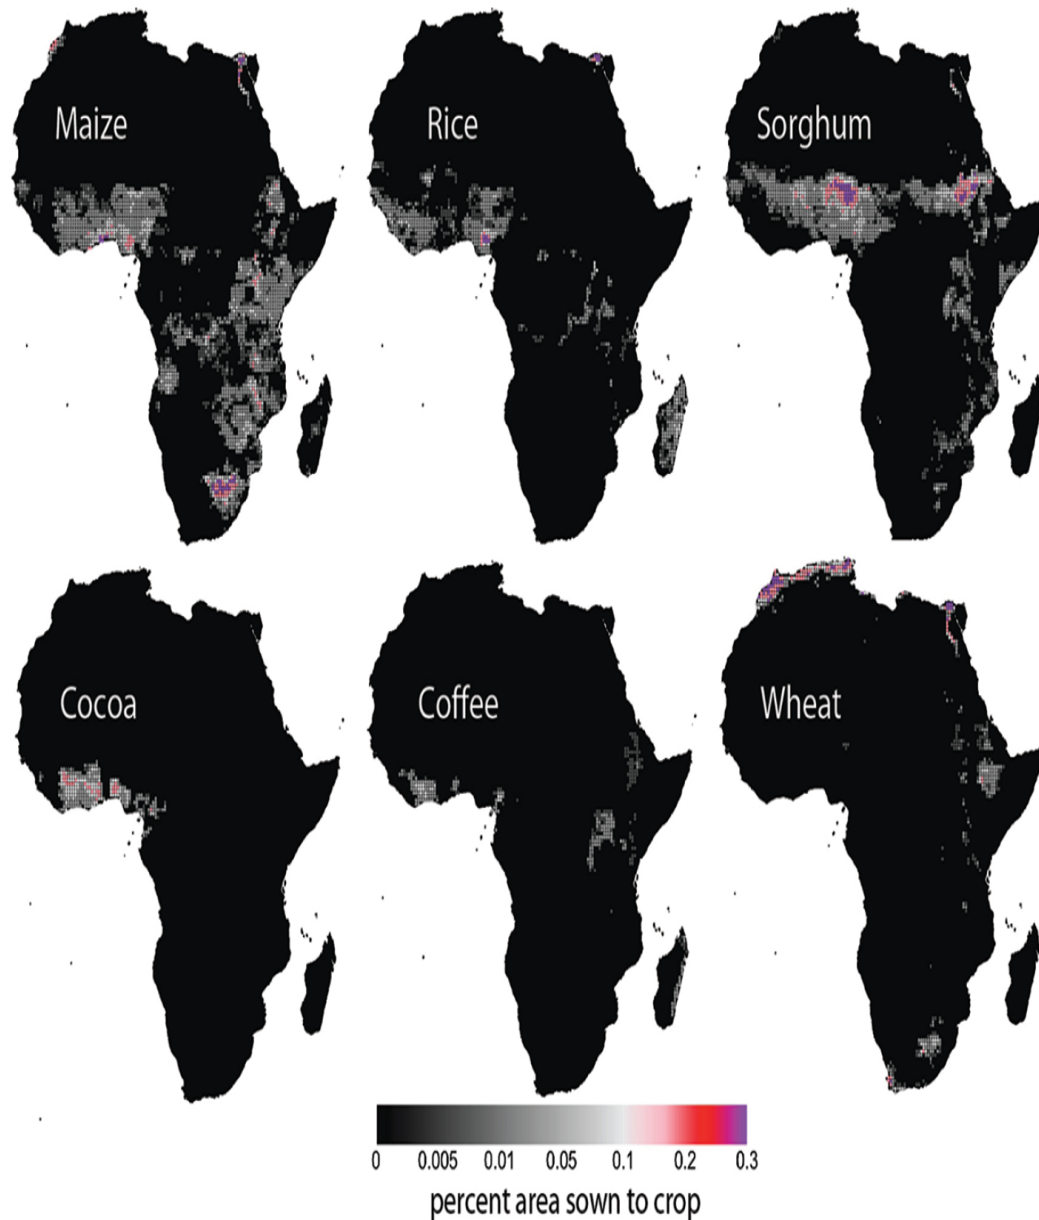 Maize
Rice
Sorghum
Cocoa
Coffee
Wheat
0 0.005 0.01 0.05 0.1 0.2 0.3
percent area sown to crop